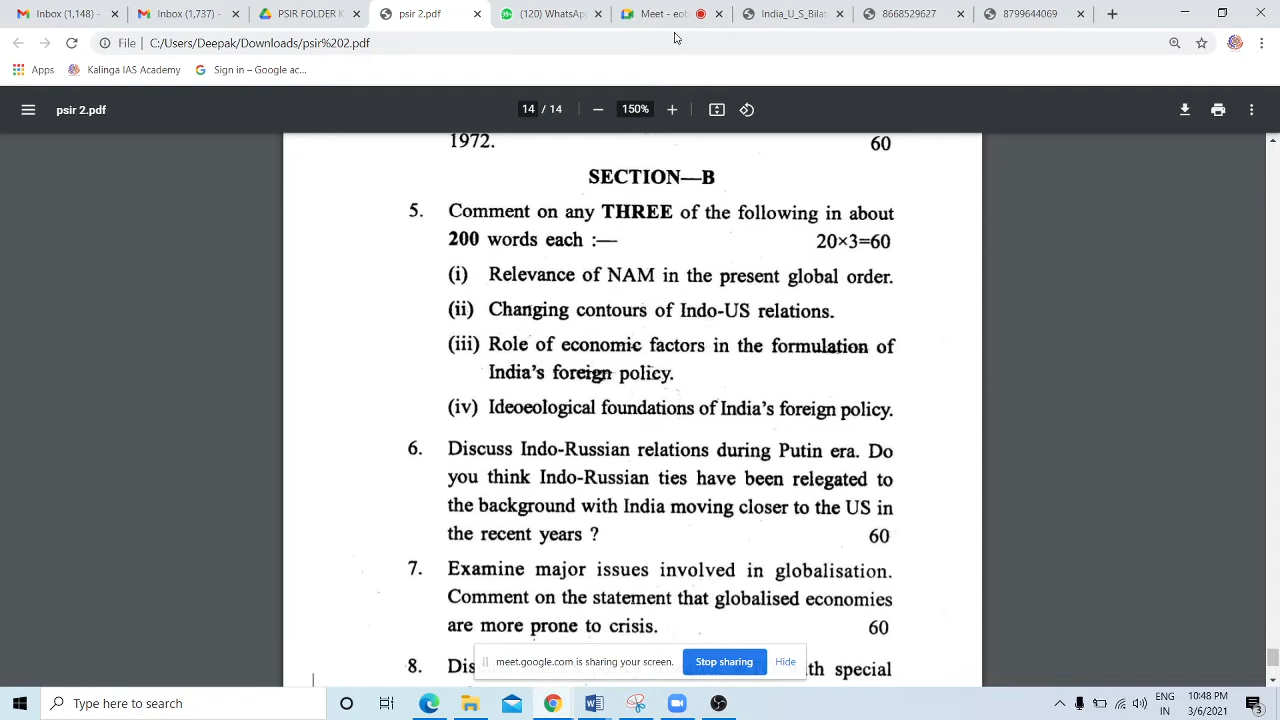 Inbox (1,480)
Inbox (1,737)
PSIR FOLDER
psir 2.pdf
(120) WhatsApp
Meet - eob
India_U_S_Bilat
8668529627
8799644067
File | C:/Users/Deepak/Downloads/psir%202.pdf
Apps Kalinga IAS Academy Sign in – Google ac...
psir 2.pdf 14 / 14 150%
1972. 60
SECTION—B
5. Comment on any THREE of the following in about
200 words each :— 20×3=60
(i) Relevance of NAM in the present global order.
(ii) Changing contours of Indo-US relations.
(iii) Role of economic factors in the formulation of
India's foreign policy.
(iv) Ideoeological foundations of India's foreign policy.
6. Discuss Indo-Russian relations during Putin era. Do
you think Indo-Russian ties have been relegated to
the background with India moving closer to the US in
the recent years ? 60
7. Examine major issues involved in globalisation.
Comment on the statement that globalised economies
are more prone to crisis. 60
meet.google.com is sharing your screen. Stop sharing Hide
8. Dis th special
Type here to search
ENG 10:48 PM
IN 3/6/2021 3